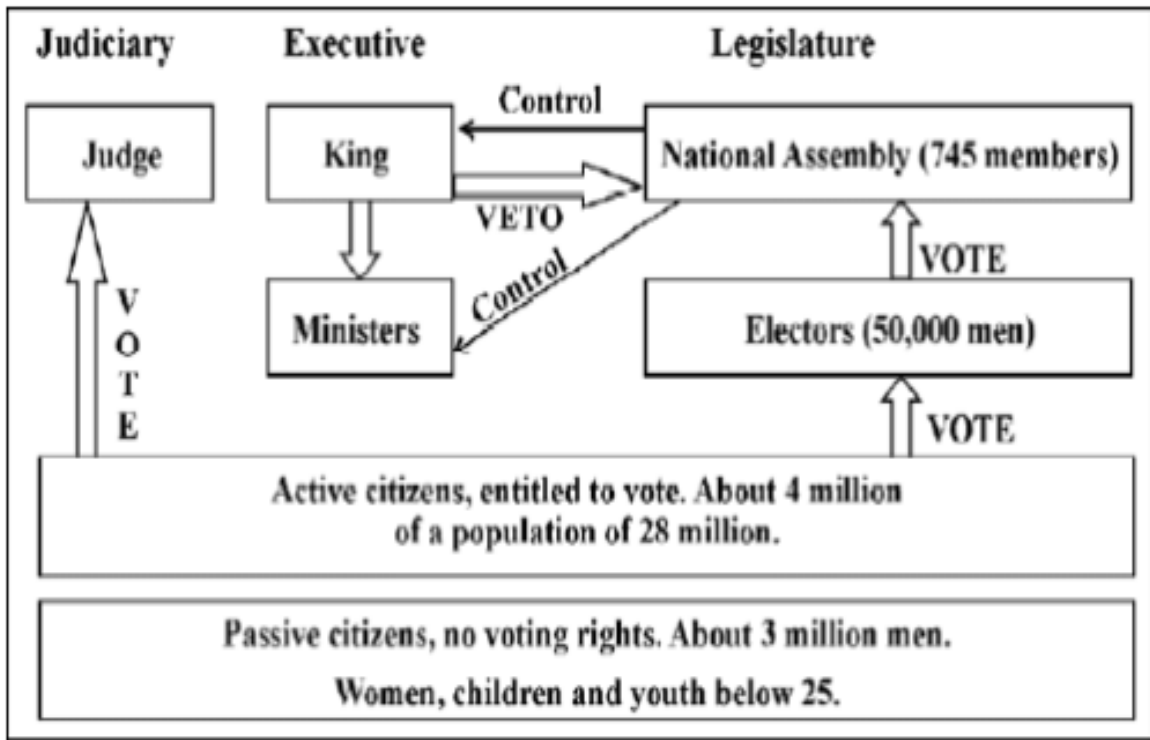 Judiciary
Executive
Legislature
Control
Judge
King
National Assembly (745 members)
VETO
VOTE
Control
Ministers
Electors (50,000 men)
VOTE
VOTE
Active citizens, entitled to vote. About 4 million
of a population of 28 million.
Passive citizens, no voting rights. About 3 million men.
Women, children and youth below 25.